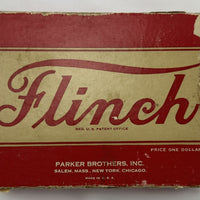 Flinch
REG. U.S. PATENT OFFICE
PRICE ONE DOLLAR
PARKER BROTHERS, INC.
SALEM, MASS., NEW YORK, CHICAGO.
MADE IN U.S.A.